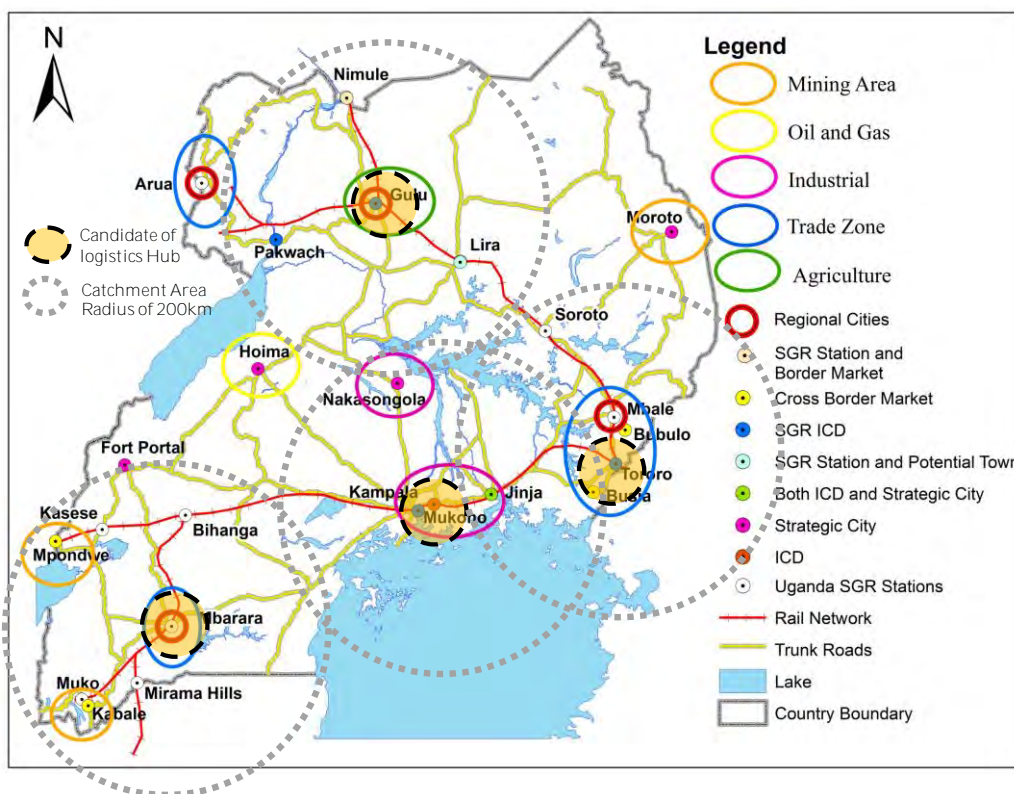 N
Nimule
Arua
Gulu
Pakwach
Lira
Moroto
Candidate of
logistics Hub
Catchment Area
Radius of 200km
Soroto
Hoima
Nakasongola
Mbale
Bubulo
Tororo
Busia
Fort Portal
Kampala
Jinja
Mukono
Kasese
Bihanga
Mpondwe
Mbarara
Muko
Mirama Hills
Kabale
Legend
Mining Area
Oil and Gas
Industrial
Trade Zone
Agriculture
Regional Cities
SGR Station and
Border Market
Cross Border Market
SGR ICD
SGR Station and Potential Town
Both ICD and Strategic City
Strategic City
ICD
Uganda SGR Stations
Rail Network
Trunk Roads
Lake
Country Boundary